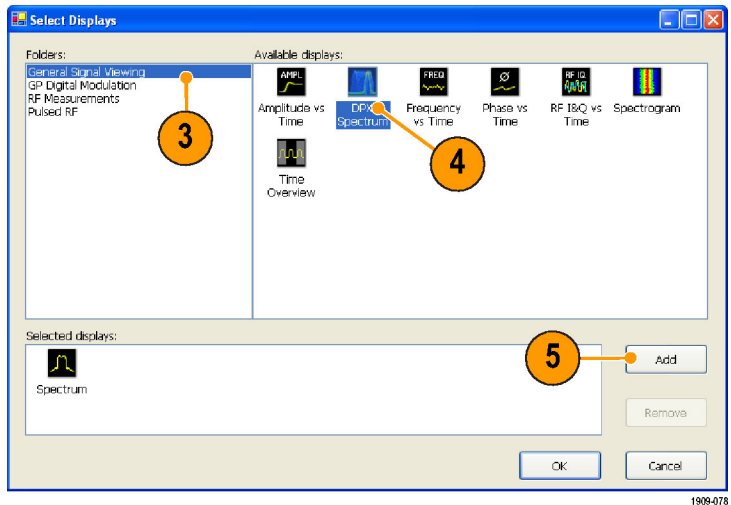 Select Displays
Folders:
General Signal Viewing
GP Digital Modulation
RF Measurements
Pulsed RF
3
Available displays:
AMPL
FREQ
Ø
RF IQ
Amplitude vs Time
DPX Spectrum
Frequency vs Time
Phase vs Time
RF I&Q vs Time
Spectrogram
4
Time Overview
Selected displays:
Spectrum
5
Add
Remove
OK
Cancel
1909-078